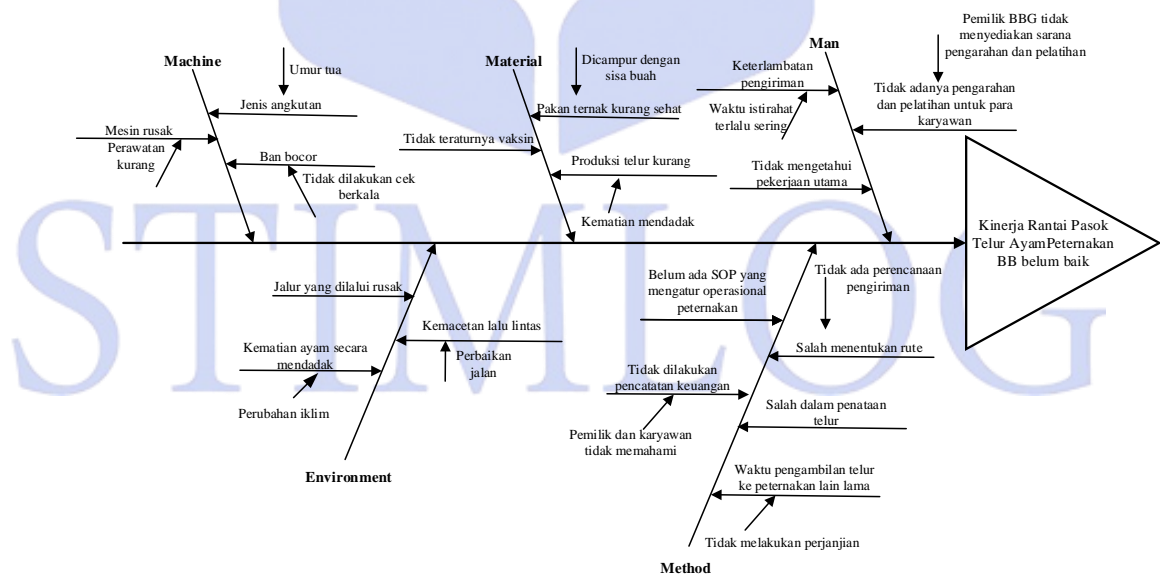 Pemilik BBG tidak
menyediakan sarana
pengarahan dan pelatihan
Man
Machine
Material
Umur tua
Dicampur dengan
sisa buah
Keterlambatan
pengiriman
Tidak adanya pengarahan
dan pelatihan untuk para
karyawan
Jenis angkutan
Pakan ternak kurang sehat
Waktu istirahat
terlalu sering
Mesin rusak
Perawatan
kurang
Tidak teraturnya vaksin
Ban bocor
Tidak dilakukan cek
berkala
Produksi telur kurang
Kematian mendadak
Tidak mengetahui
pekerjaan utama
Kinerja Rantai Pasok
Telur AyamPeternakan
BB belum baik
STIMLOG
Jalur yang dilalui rusak
Kemacetan lalu lintas
Perbaikan
jalan
Kematian ayam secara
mendadak
Perubahan iklim
Environment
Belum ada SOP yang
mengatur operasional
peternakan
Tidak ada perencanaan
pengiriman
Salah menentukan rute
Tidak dilakukan
pencatatan keuangan
Pemilik dan karyawan
tidak memahami
Salah dalam penataan
telur
Waktu pengambilan telur
ke peternakan lain lama
Tidak melakukan perjanjian
Method